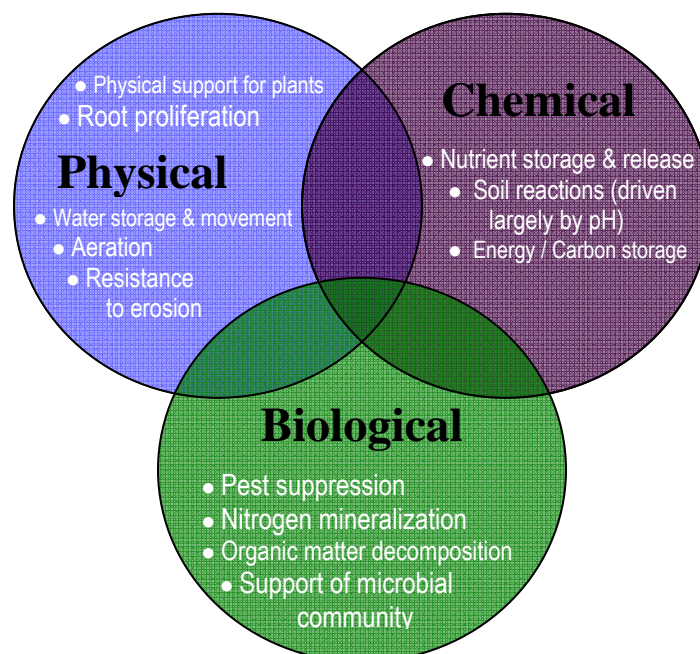 ● Physical support for plants
● Root proliferation
Physical
● Water storage & movement
● Aeration
● Resistance
to erosion
Chemical
● Nutrient storage & release
● Soil reactions (driven
largely by pH)
● Energy / Carbon storage
Biological
● Pest suppression
● Nitrogen mineralization
● Organic matter decomposition
● Support of microbial
community